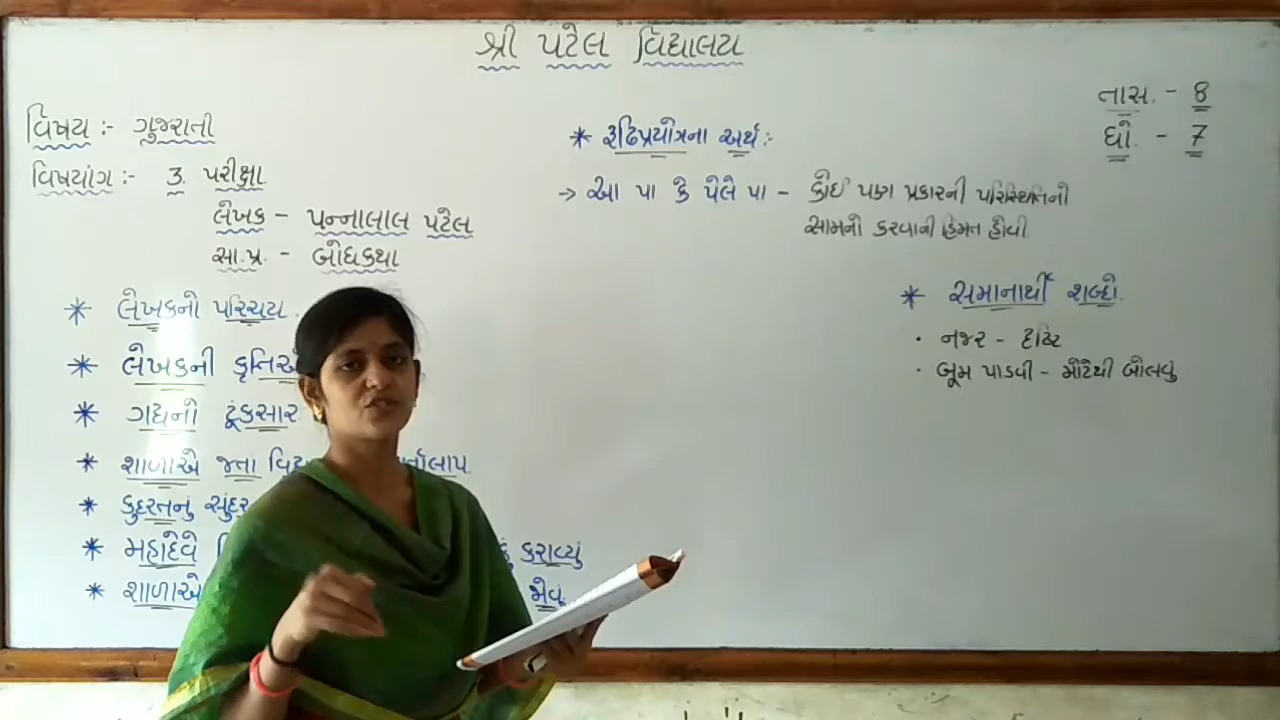 શ્રી પટેલ વિદ્યાલય
તાસ. - 8
ધો. - 7
વિષય :- ગુજરાતી
વિષયાંગ :- 3. પરીક્ષા
લેખક - પન્નાલાલ પટેલ
સા.પ્ર. - બોધકથા
* લેખકનો પરિચય.
* લેખકની
* ગદ્યનો ટૂંકસાર
* શાળાએ જતા
* કુદરતનું સુંદર
* મહાદેવે કરાવ્યું
* શાળાએ
* રૂઢિપ્રયોગના અર્થ :-
→ આ પા કે પેલે પા - કોઈ પણ પ્રકારની પરિસ્થિતિનો
સામનો કરવાની હિંમત હોવી
* સમાનાર્થી શબ્દો.
· નજર - દ્રષ્ટિ
· બૂમ પાડવી - મોટેથી બોલવું